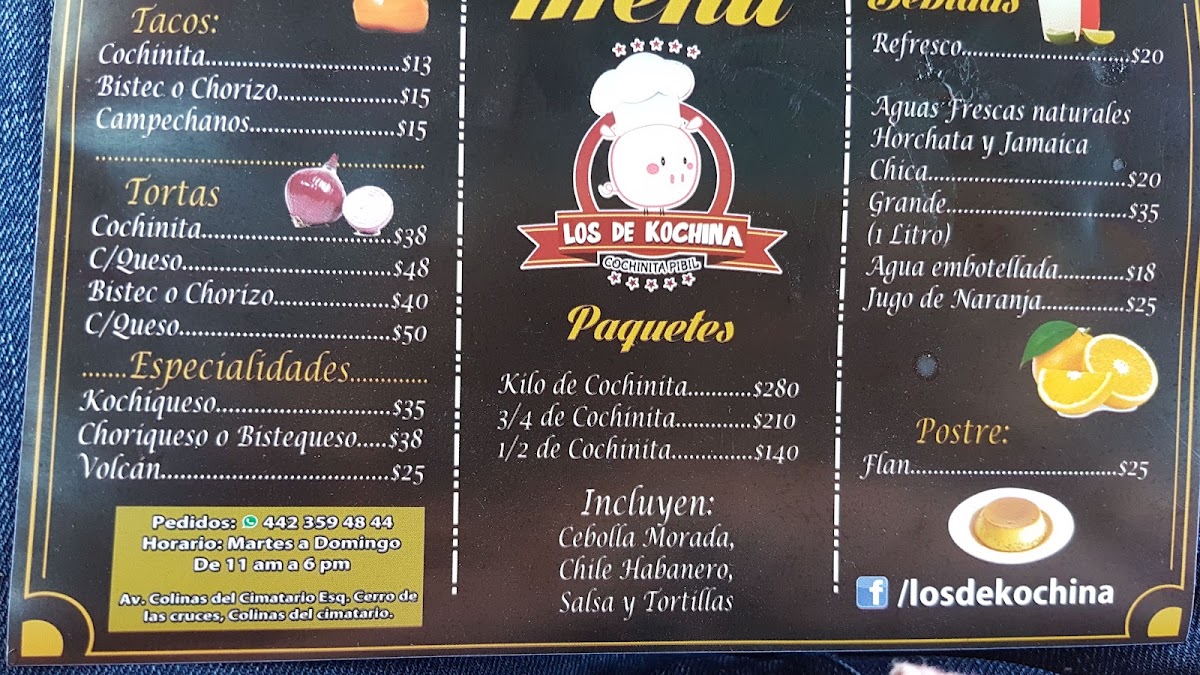 Tacos:
Cochinita.............................$13
Bistec o Chorizo.....................$15
Campechanos.........................$15
Tortas
Cochinita............................$38
C/Queso..............................$48
Bistec o Chorizo....................$40
C/Queso..............................$50
.......Especialidades............
Kochiqueso...........................$35
Choriqueso o Bistequeso.....$38
Volcán................................$25
Pedidos: 442 359 48 44
Horario: Martes a Domingo
De 11 am a 6 pm
Av. Colinas del Cimatario Esq. Cerro de
las cruces, Colinas del cimatario.
menú
LOS DE KOCHINA
COCHINITA PIBIL
Paquetes
Kilo de Cochinita...........$280
3/4 de Cochinita............$210
1/2 de Cochinita.............$140
Incluyen:
Cebolla Morada,
Chile Habanero,
Salsa y Tortillas
Bebidas
Refresco..........................$20
Aguas Frescas naturales
Horchata y Jamaica
Chica................................$20
Grande.............................$35
(1 Litro)
Agua embotellada...........$18
Jugo de Naranja.............$25
Postre:
Flan..................................$25
/losdekochina